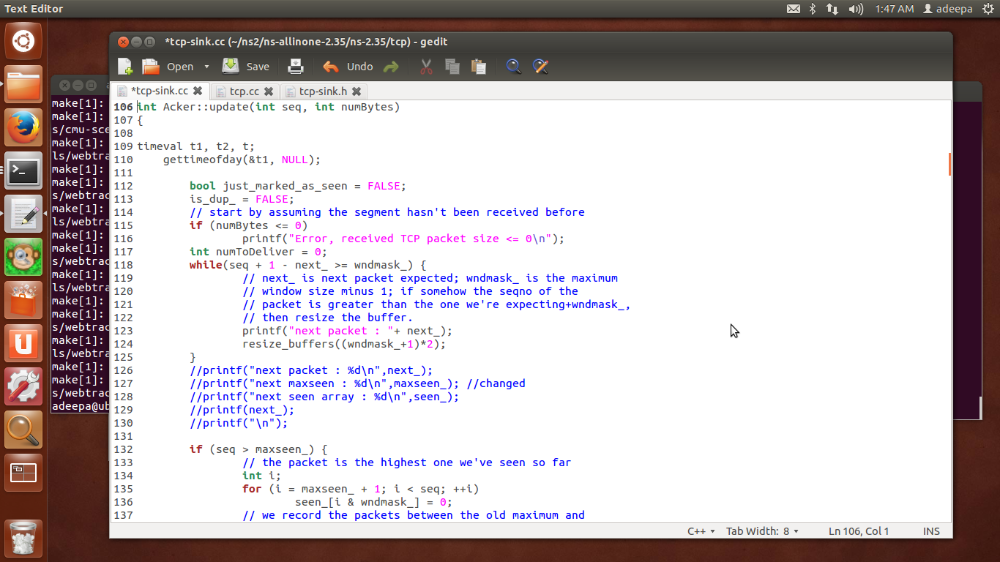 Text Editor
1:47 AM adeepa
*tcp-sink.cc (~/ns2/ns-allinone-2.35/ns-2.35/tcp) - gedit
Open Save Undo
*tcp-sink.cc tcp.cc tcp-sink.h
make[1]:
make[1]:
s/cmu-sce
make[1]:
ls/webtra
make[1]:
make[1]:
s/webtrac
make[1]:
ls/webtra
make[1]:
make[1]:
s/webtrac
make[1]:
ls/webtra
make[1]:
make[1]:
s/webtrac
make[1]:
ls/webtra
make[1]:
make[1]:
s/webtrac
adeepa@ub
106 int Acker::update(int seq, int numBytes)
107 {
108
109 timeval t1, t2, t;
110 gettimeofday(&t1, NULL);
111
112 bool just_marked_as_seen = FALSE;
113 is_dup_ = FALSE;
114 // start by assuming the segment hasn't been received before
115 if (numBytes <= 0)
116 printf("Error, received TCP packet size <= 0\n");
117 int numToDeliver = 0;
118 while(seq + 1 - next_ >= wndmask_) {
119 // next_ is next packet expected; wndmask_ is the maximum
120 // window size minus 1; if somehow the seqno of the
121 // packet is greater than the one we're expecting+wndmask_,
122 // then resize the buffer.
123 printf("next packet : "+ next_);
124 resize_buffers((wndmask_+1)*2);
125 }
126 //printf("next packet : %d\n",next_);
127 //printf("next maxseen : %d\n",maxseen_); //changed
128 //printf("next seen array : %d\n",seen_);
129 //printf(next_);
130 //printf("\n");
131
132 if (seq > maxseen_) {
133 // the packet is the highest one we've seen so far
134 int i;
135 for (i = maxseen_ + 1; i < seq; ++i)
136 seen_[i & wndmask_] = 0;
137 // we record the packets between the old maximum and
C++ Tab Width: 8 Ln 106, Col 1 INS